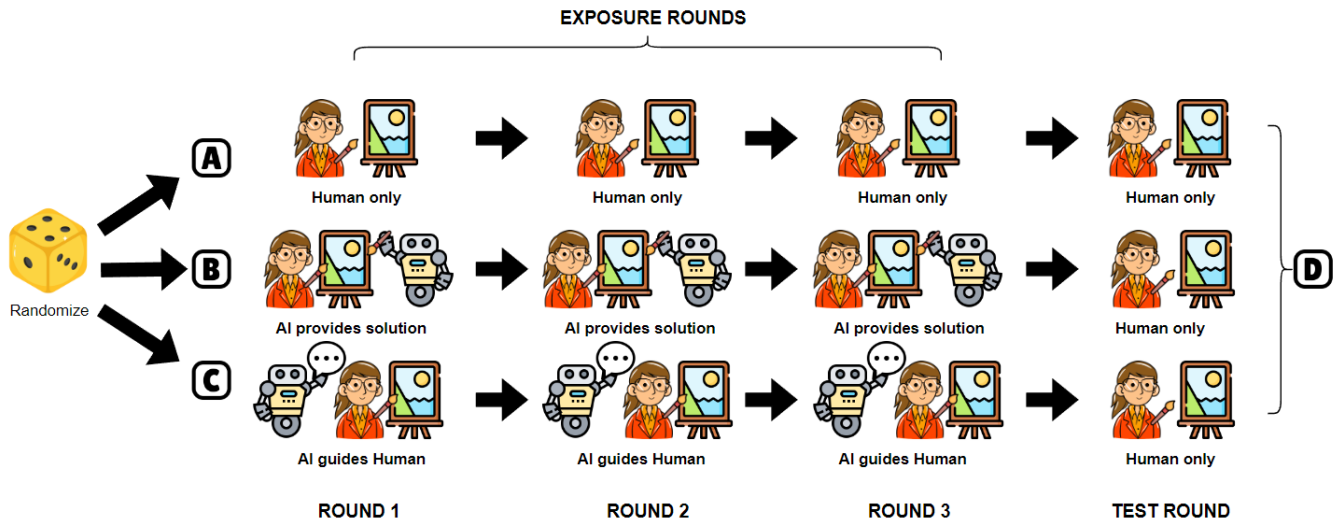 EXPOSURE ROUNDS
A
Human only
Human only
Human only
Human only
Randomize
B
AI provides solution
AI provides solution
AI provides solution
Human only
D
C
AI guides Human
AI guides Human
AI guides Human
Human only
ROUND 1
ROUND 2
ROUND 3
TEST ROUND